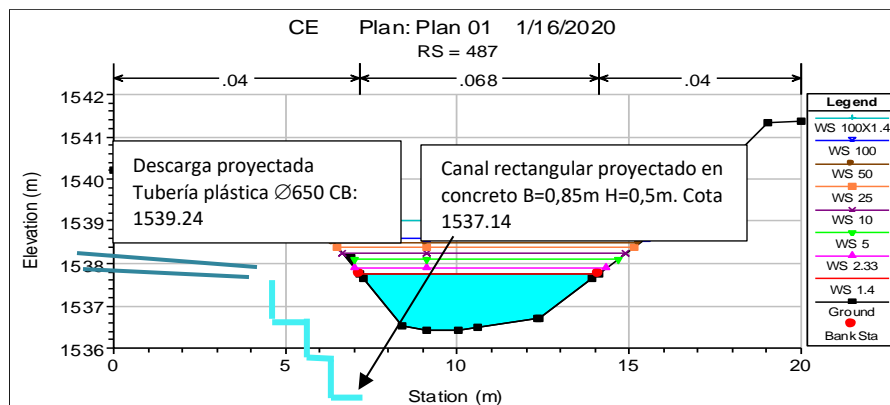 CE Plan: Plan 01 1/16/2020
RS = 487
.04
.068
.04
1542
1541
1540
1539
1538
1537
1536
Elevation (m)
0
5
10
15
20
Station (m)
Descarga proyectada
Tubería plástica ∅650 CB:
1539.24
Canal rectangular proyectado en
concreto B=0,85m H=0,5m. Cota
1537.14
Legend
WS 100X1.4
WS 100
WS 50
WS 25
WS 10
WS 5
WS 2.33
WS 1.4
Ground
Bank Sta